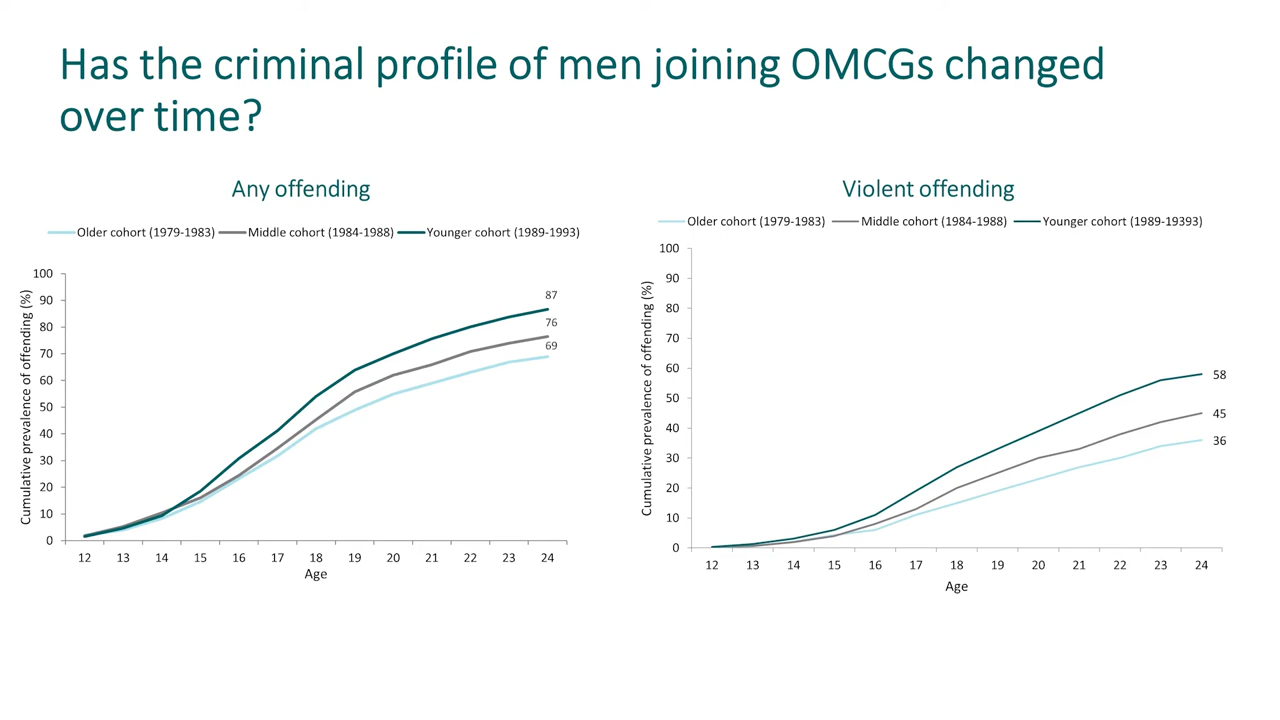 Has the criminal profile of men joining OMCGs changed
over time?
Any offending
Older cohort (1979-1983) Middle cohort (1984-1988) Younger cohort (1989-1993)
Cumulative prevalence of offending (%)
100
90
80
70
60
50
40
30
20
10
0
87
76
69
12 13 14 15 16 17 18 19 20 21 22 23 24
Age
Violent offending
Older cohort (1979-1983) Middle cohort (1984-1988) Younger cohort (1989-19393)
Cumulative prevalence of offending (%)
100
90
80
70
60
50
40
30
20
10
0
58
45
36
12 13 14 15 16 17 18 19 20 21 22 23 24
Age